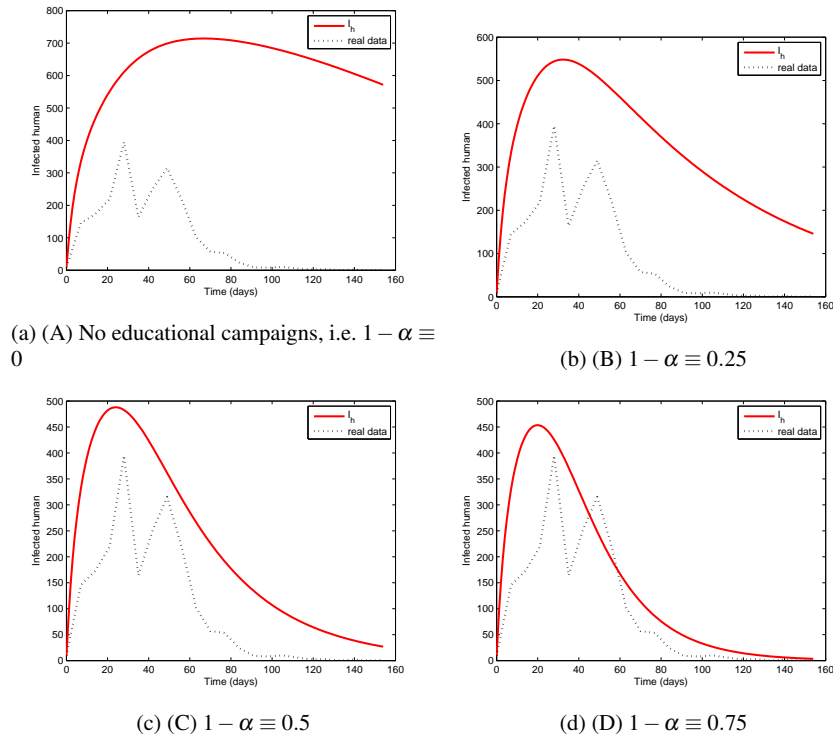 800
700
600
500
400
300
200
100
0
Infected human
I_h
real data
0 20 40 60 80 100 120 140 160
Time (days)
(a) (A) No educational campaigns, i.e. 1 − α ≡
0
600
500
400
300
200
100
0
Infected human
I_h
real data
0 20 40 60 80 100 120 140 160
Time (days)
(b) (B) 1 − α ≡ 0.25
500
450
400
350
300
250
200
150
100
50
0
Infected human
I_h
real data
0 20 40 60 80 100 120 140 160
Time (days)
(c) (C) 1 − α ≡ 0.5
500
450
400
350
300
250
200
150
100
50
0
Infected human
I_h
real data
0 20 40 60 80 100 120 140 160
Time (days)
(d) (D) 1 − α ≡ 0.75